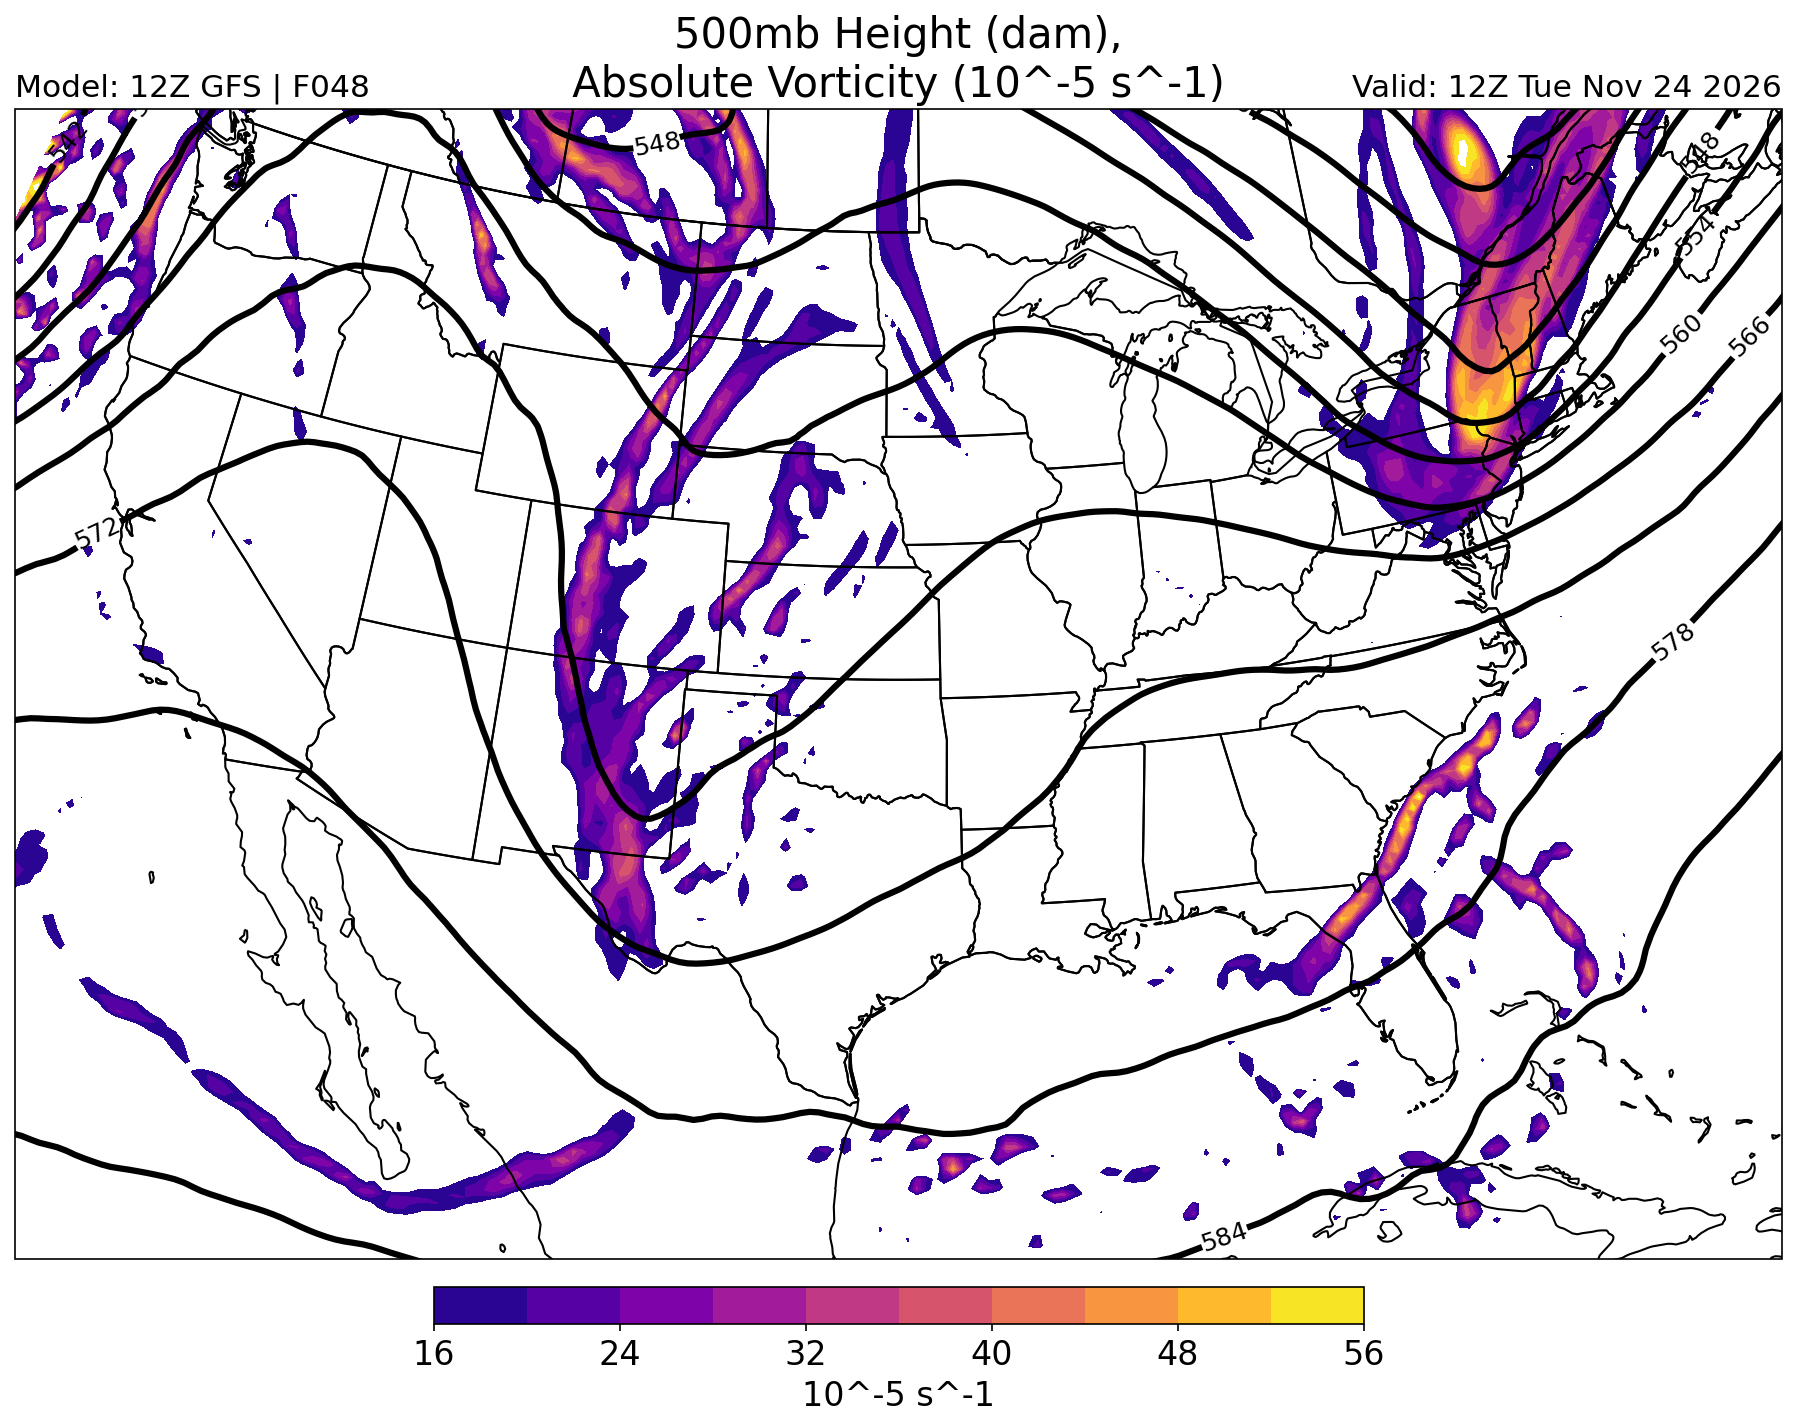 500mb Height (dam),
Absolute Vorticity (10^-5 s^-1)
Model: 12Z GFS | F048
Valid: 12Z Tue Nov 24 2026
542
548
548
554
560
566
572
578
584
16 24 32 40 48 56
10^-5 s^-1